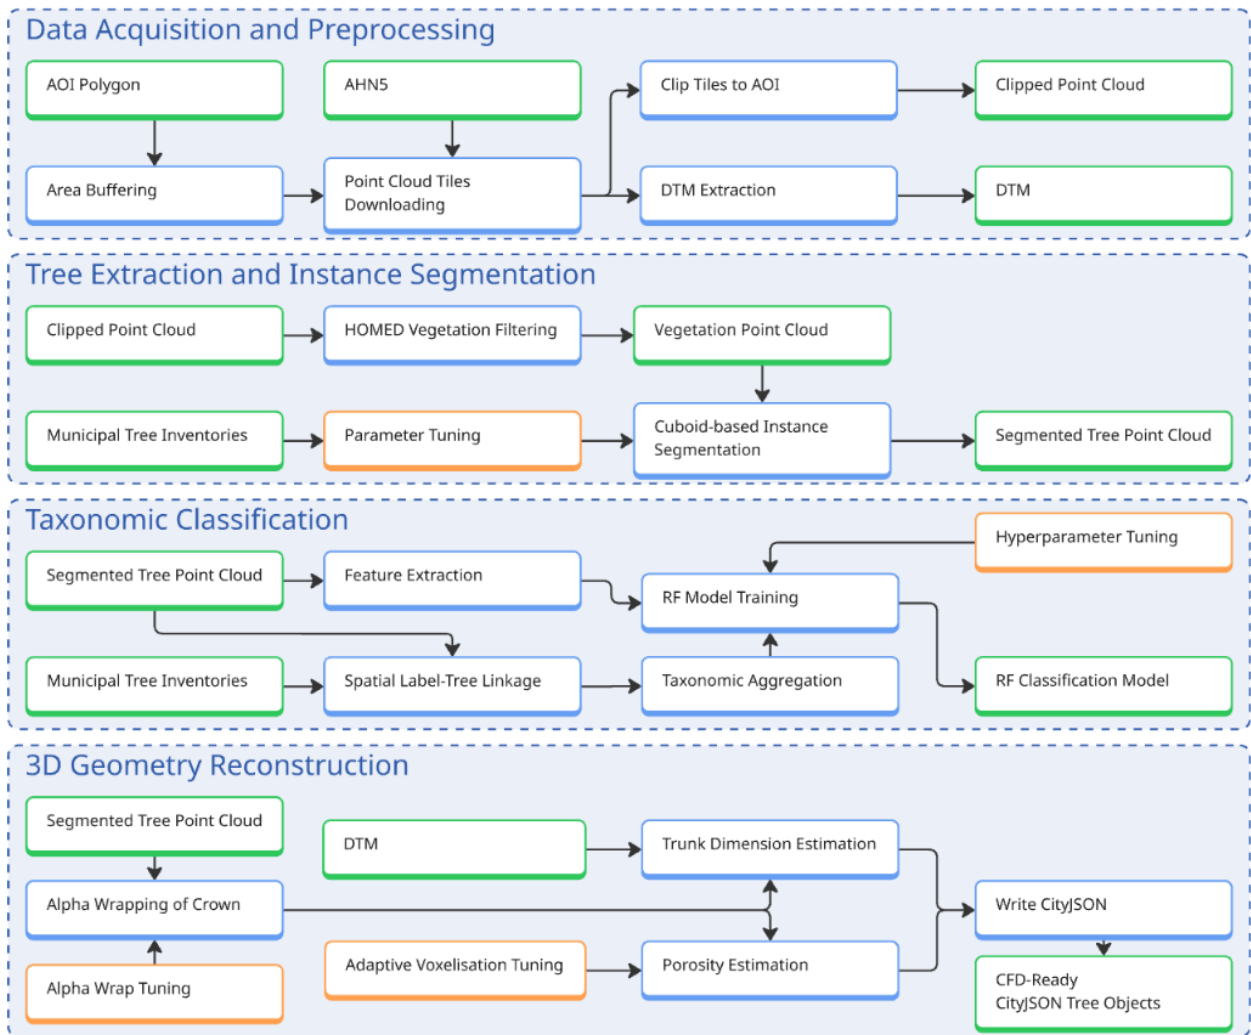 Data Acquisition and Preprocessing
AOI Polygon
AHN5
Clip Tiles to AOI
Clipped Point Cloud
Area Buffering
Point Cloud Tiles
Downloading
DTM Extraction
DTM
Tree Extraction and Instance Segmentation
Clipped Point Cloud
HOMED Vegetation Filtering
Vegetation Point Cloud
Municipal Tree Inventories
Parameter Tuning
Cuboid-based Instance
Segmentation
Segmented Tree Point Cloud
Taxonomic Classification
Hyperparameter Tuning
Segmented Tree Point Cloud
Feature Extraction
RF Model Training
Municipal Tree Inventories
Spatial Label-Tree Linkage
Taxonomic Aggregation
RF Classification Model
3D Geometry Reconstruction
Segmented Tree Point Cloud
DTM
Trunk Dimension Estimation
Alpha Wrapping of Crown
Write CityJSON
Adaptive Voxelisation Tuning
Porosity Estimation
Alpha Wrap Tuning
CFD-Ready
CityJSON Tree Objects